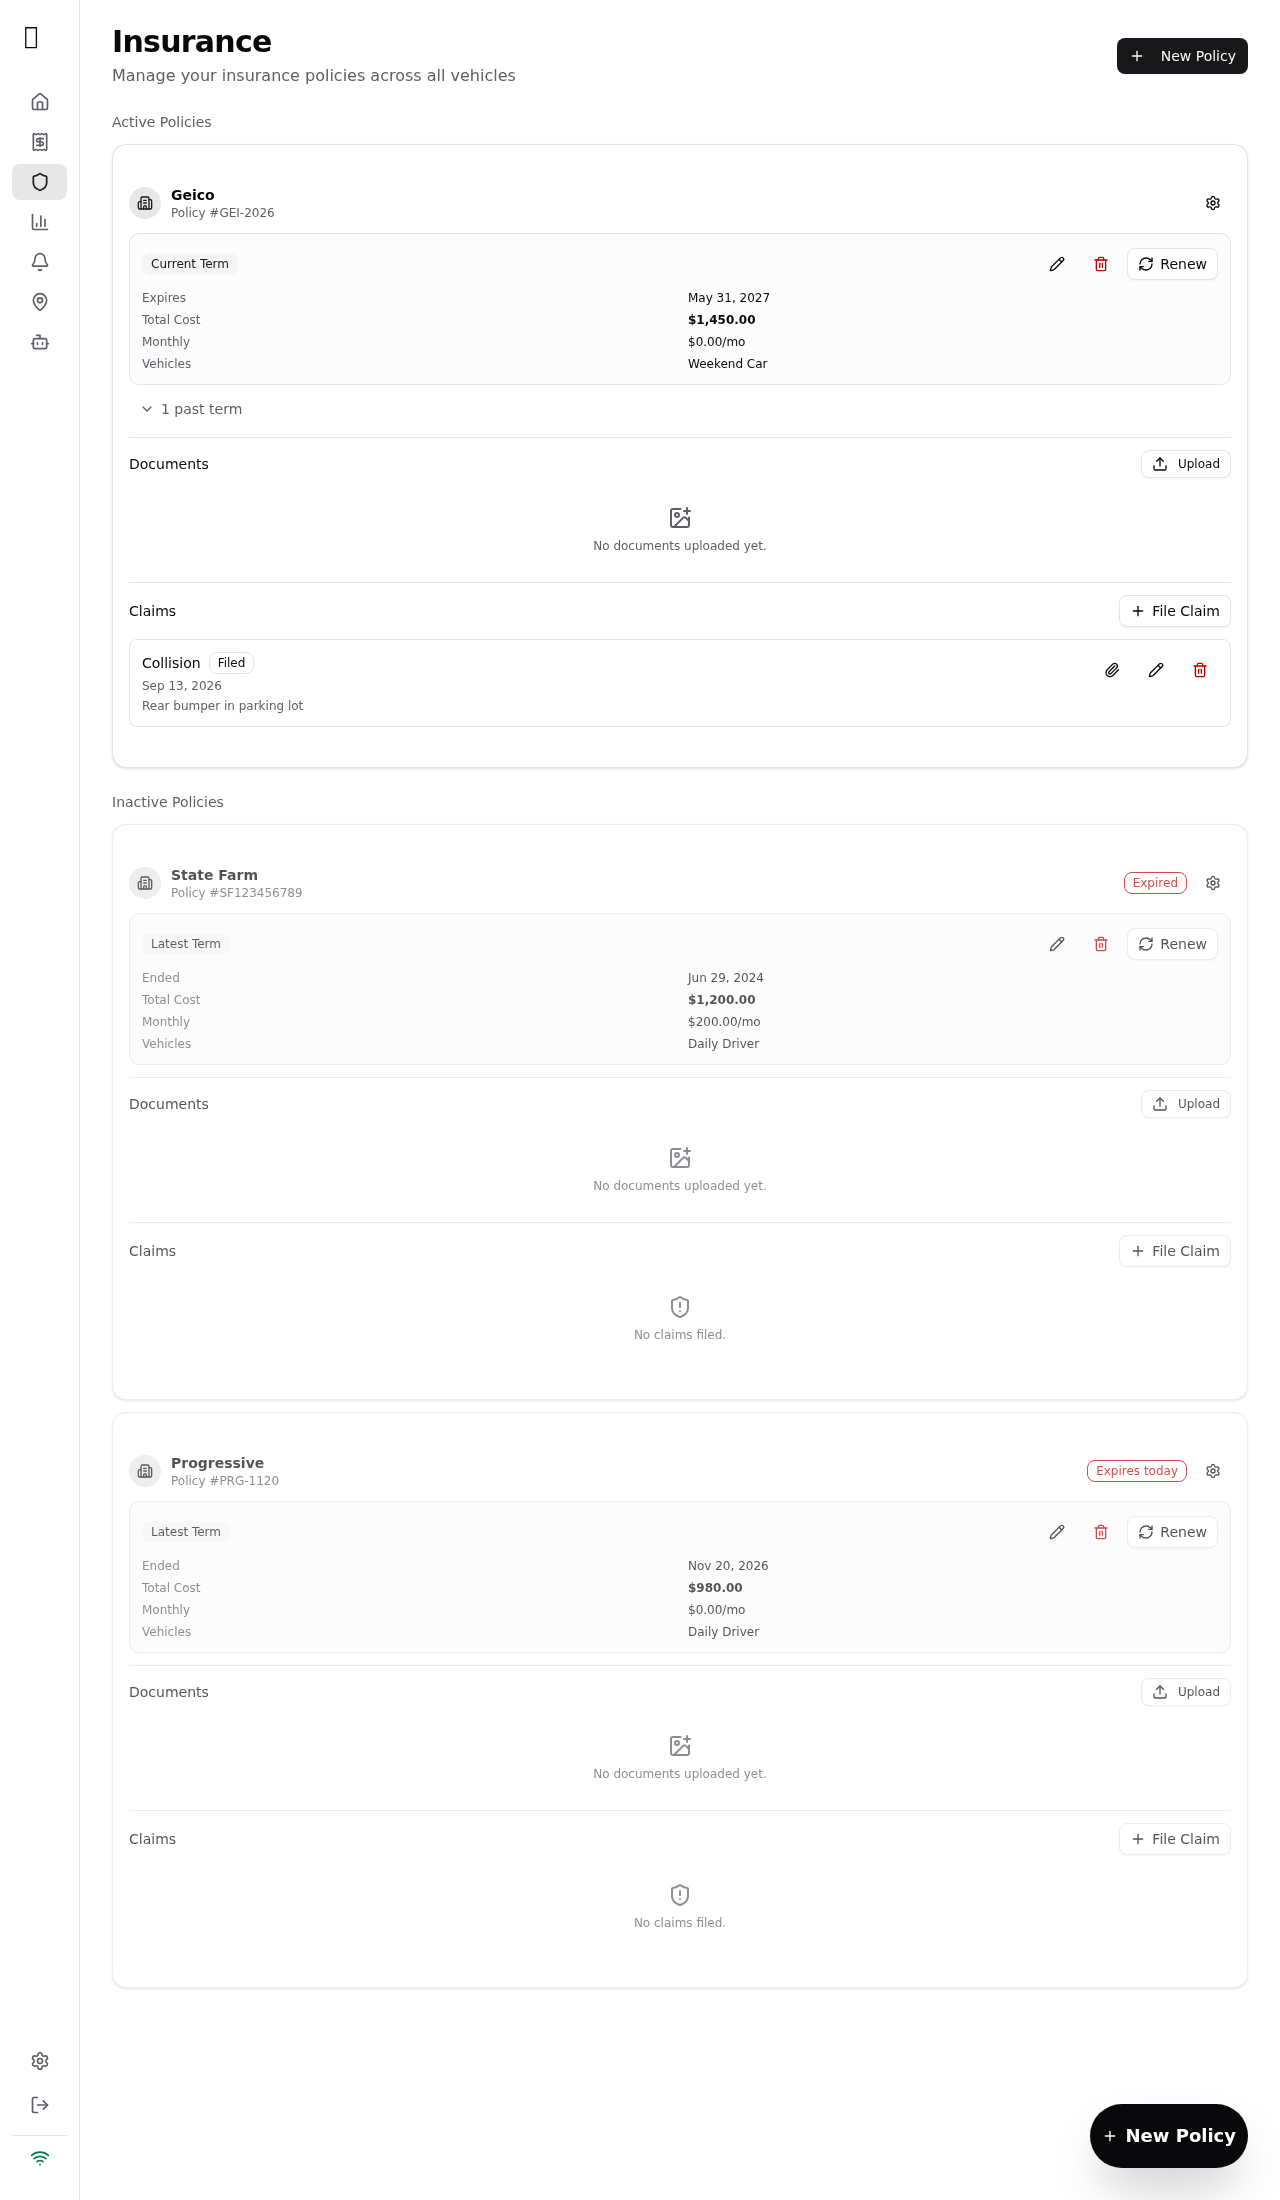 Insurance
Manage your insurance policies across all vehicles
New Policy
Active Policies
Geico
Policy #GEI-2026
Current Term
Renew
Expires May 31, 2027
Total Cost $1,450.00
Monthly $0.00/mo
Vehicles Weekend Car
1 past term
Documents
Upload
No documents uploaded yet.
Claims
File Claim
Collision Filed
Sep 13, 2026
Rear bumper in parking lot
Inactive Policies
State Farm
Policy #SF123456789
Expired
Latest Term
Renew
Ended Jun 29, 2024
Total Cost $1,200.00
Monthly $200.00/mo
Vehicles Daily Driver
Documents
Upload
No documents uploaded yet.
Claims
File Claim
No claims filed.
Progressive
Policy #PRG-1120
Expires today
Latest Term
Renew
Ended Nov 20, 2026
Total Cost $980.00
Monthly $0.00/mo
Vehicles Daily Driver
Documents
Upload
No documents uploaded yet.
Claims
File Claim
No claims filed.
New Policy